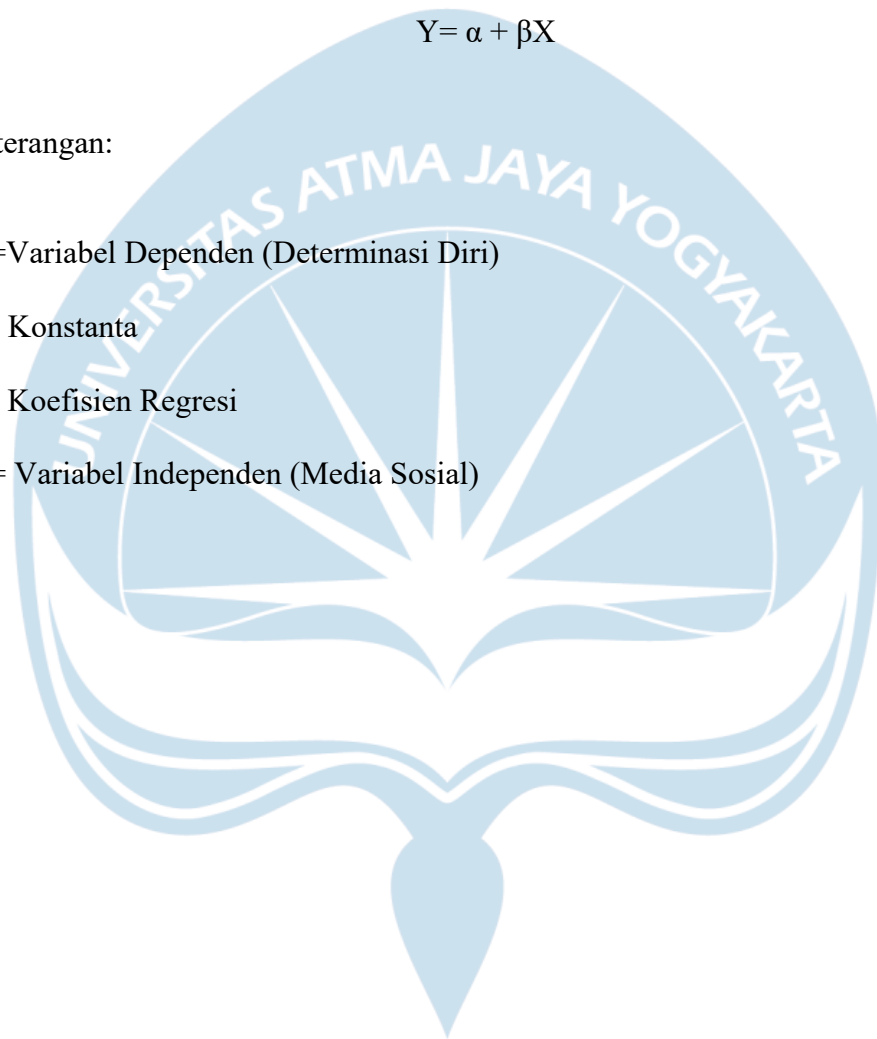 Y= α + βX
terangan:
UNIVERSITAS ATMA JAYA YOGYAKARTA
=Variabel Dependen (Determinasi Diri)
Konstanta
Koefisien Regresi
= Variabel Independen (Media Sosial)